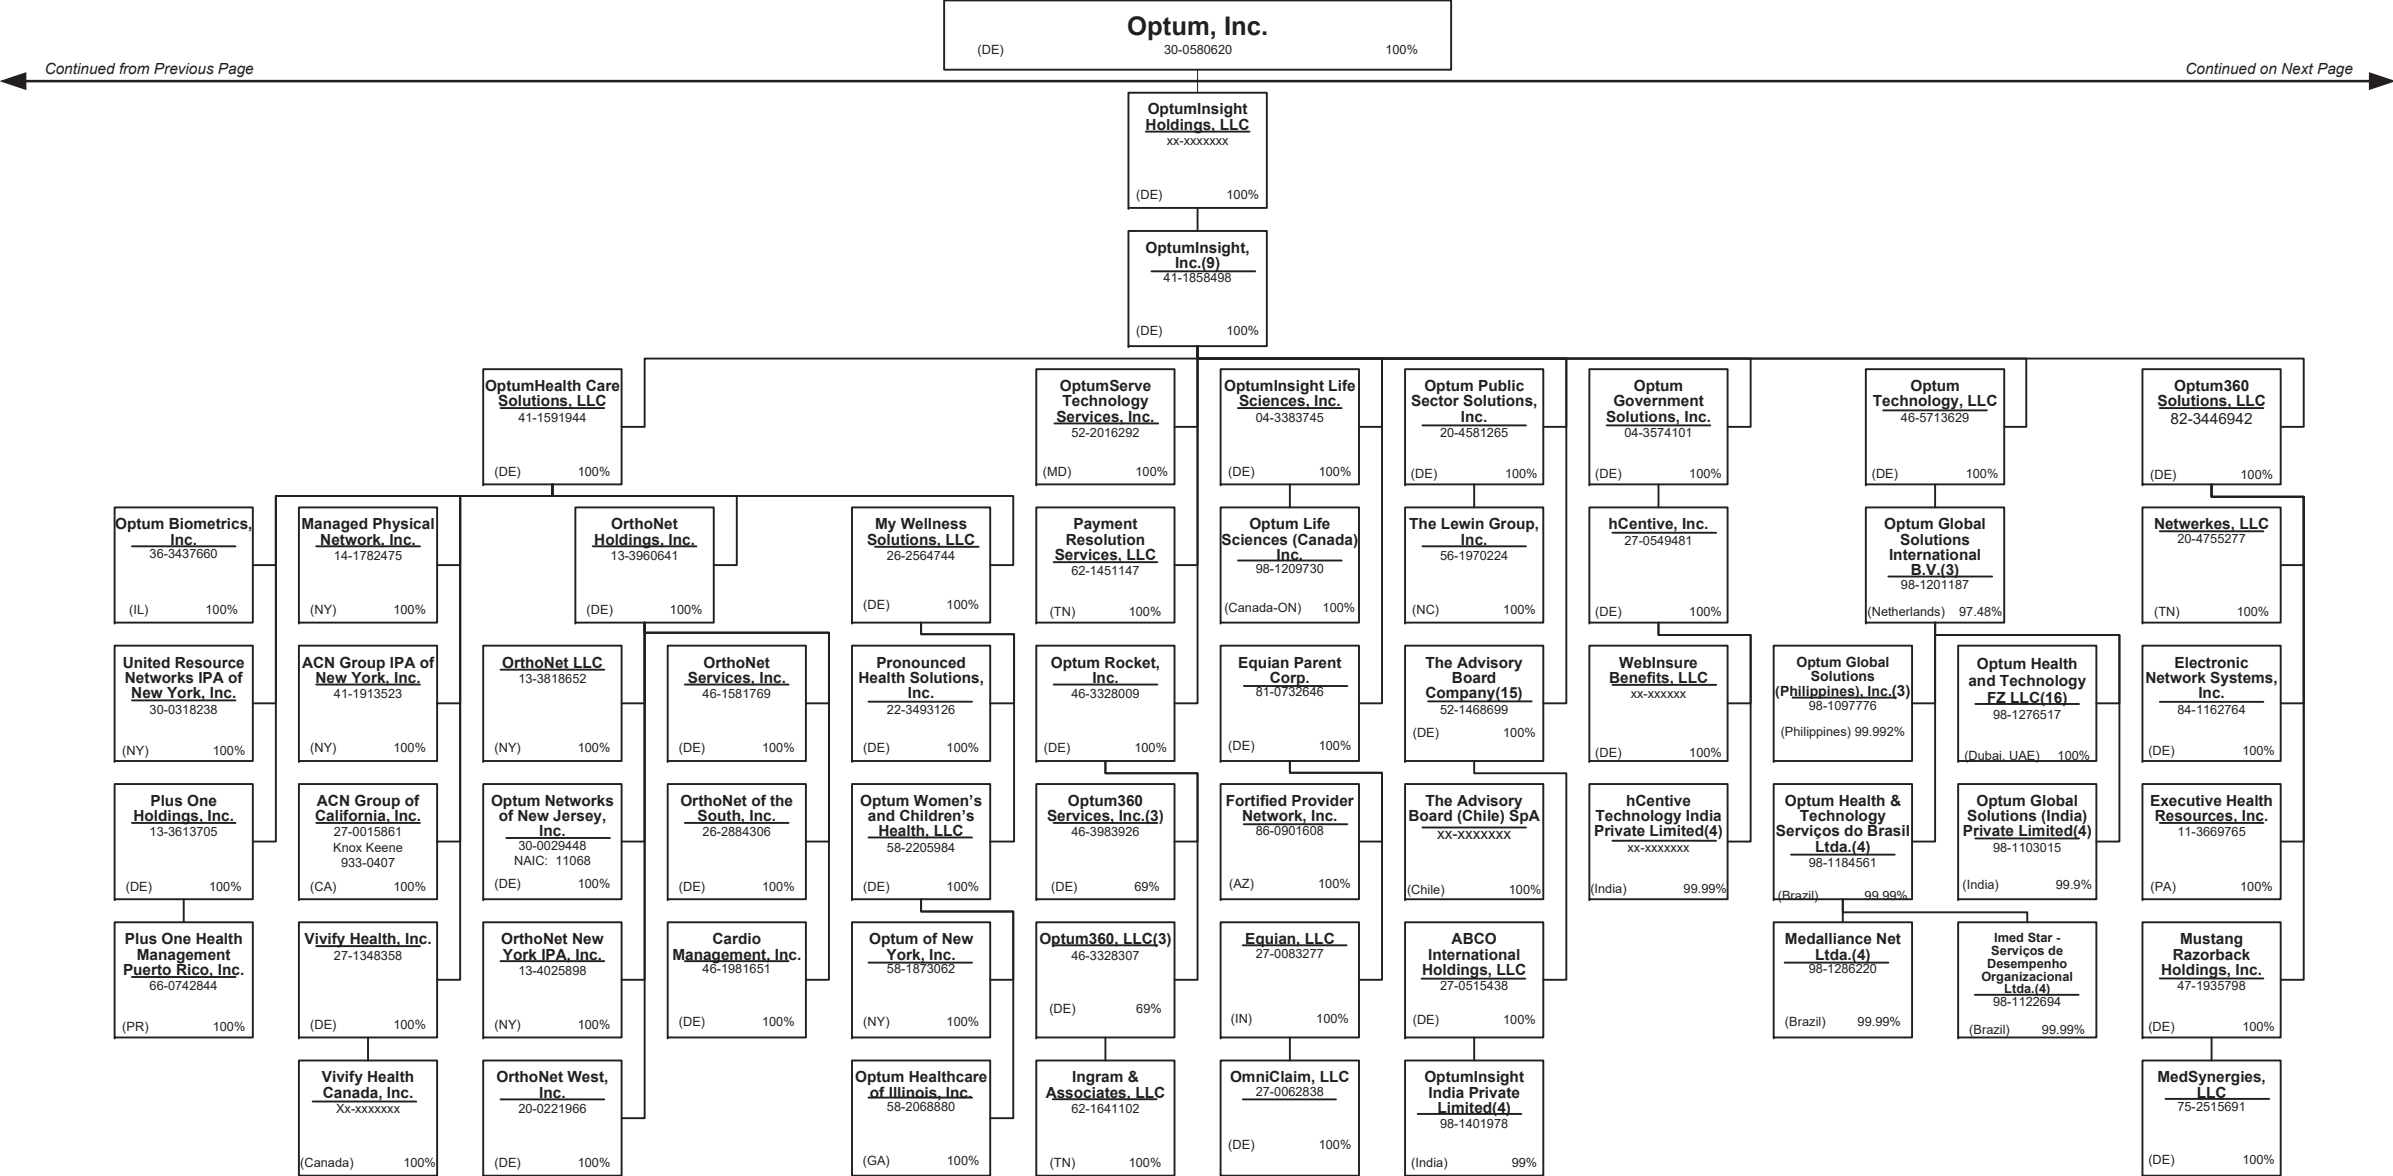 Optum, Inc.
(DE) 30-0580620 100%
Continued from Previous Page
Continued on Next Page
OptumInsight
Holdings, LLC
xx-xxxxxxx
(DE) 100%
OptumInsight,
Inc.(9)
41-1858498
(DE) 100%
OptumHealth Care
Solutions, LLC
41-1591944
(DE) 100%
OptumServe
Technology
Services, Inc.
52-2016292
(MD) 100%
OptumInsight Life
Sciences, Inc.
04-3383745
(DE) 100%
Optum Public
Sector Solutions,
Inc.
20-4581265
(DE) 100%
Optum
Government
Solutions, Inc.
04-3574101
(DE) 100%
Optum
Technology, LLC
46-5713629
(DE) 100%
Optum360
Solutions, LLC
82-3446942
(DE) 100%
Optum Biometrics,
Inc.
36-3437660
(IL) 100%
Managed Physical
Network, Inc.
14-1782475
(NY) 100%
OrthoNet
Holdings, Inc.
13-3960641
(DE) 100%
My Wellness
Solutions, LLC
26-2564744
(DE) 100%
Payment
Resolution
Services, LLC
62-1451147
(TN) 100%
Optum Life
Sciences (Canada)
Inc.
98-1209730
(Canada-ON) 100%
The Lewin Group,
Inc.
56-1970224
(NC) 100%
hCentive, Inc.
27-0549481
(DE) 100%
Optum Global
Solutions
International
B.V.(3)
98-1201187
(Netherlands) 97.48%
Netwerkes, LLC
20-4755277
(TN) 100%
United Resource
Networks IPA of
New York, Inc.
30-0318238
(NY) 100%
ACN Group IPA of
New York, Inc.
41-1913523
(NY) 100%
OrthoNet LLC
13-3818652
(NY) 100%
OrthoNet
Services, Inc.
46-1581769
(DE) 100%
Pronounced
Health Solutions,
Inc.
22-3493126
(DE) 100%
Optum Rocket,
Inc.
46-3328009
(DE) 100%
Equian Parent
Corp.
81-0732646
(DE) 100%
The Advisory
Board
Company(15)
52-1468699
(DE) 100%
WebInsure
Benefits, LLC
xx-xxxxxx
(DE) 100%
Optum Global
Solutions
(Philippines), Inc.(3)
98-1097776
(Philippines) 99.992%
Optum Health
and Technology
FZ LLC(16)
98-1276517
(Dubai, UAE) 100%
Electronic
Network Systems,
Inc.
84-1162764
(DE) 100%
Plus One
Holdings, Inc.
13-3613705
(DE) 100%
ACN Group of
California, Inc.
27-0015861
Knox Keene
933-0407
(CA) 100%
Optum Networks
of New Jersey,
Inc.
30-0029448
NAIC: 11068
(DE) 100%
OrthoNet of the
South, Inc.
26-2884306
(DE) 100%
Optum Women's
and Children's
Health, LLC
58-2205984
(DE) 100%
Optum360
Services, Inc.(3)
46-3983926
(DE) 69%
Fortified Provider
Network, Inc.
86-0901608
(AZ) 100%
The Advisory
Board (Chile) SpA
xx-xxxxxxx
(Chile) 100%
hCentive
Technology India
Private Limited(4)
xx-xxxxxxx
(India) 99.99%
Optum Health &
Technology
Serviços do Brasil
Ltda.(4)
98-1184561
(Brazil) 99.99%
Optum Global
Solutions (India)
Private Limited(4)
98-1103015
(India) 99.9%
Executive Health
Resources, Inc.
11-3669765
(PA) 100%
Plus One Health
Management
Puerto Rico, Inc.
66-0742844
(PR) 100%
Vivify Health, Inc.
27-1348358
(DE) 100%
OrthoNet New
York IPA, Inc.
13-4025898
(NY) 100%
Cardio
Management, Inc.
46-1981651
(DE) 100%
Optum of New
York, Inc.
58-1873062
(NY) 100%
Optum360, LLC(3)
46-3328307
(DE) 69%
Equian, LLC
27-0083277
(IN) 100%
ABCO
International
Holdings, LLC
27-0515438
(DE) 100%
Medalliance Net
Ltda.(4)
98-1286220
(Brazil) 99.99%
Imed Star -
Serviços de
Desempenho
Organizacional
Ltda.(4)
98-1122694
(Brazil) 99.99%
Mustang
Razorback
Holdings, Inc.
47-1935798
(DE) 100%
Vivify Health
Canada, Inc.
Xx-xxxxxxx
(Canada) 100%
OrthoNet West,
Inc.
20-0221966
(DE) 100%
Optum Healthcare
of Illinois, Inc.
58-2068880
(GA) 100%
Ingram &
Associates, LLC
62-1641102
(TN) 100%
OmniClaim, LLC
27-0062838
(DE) 100%
OptumInsight
India Private
Limited(4)
98-1401978
(India) 99%
MedSynergies,
LLC
75-2515691
(DE) 100%